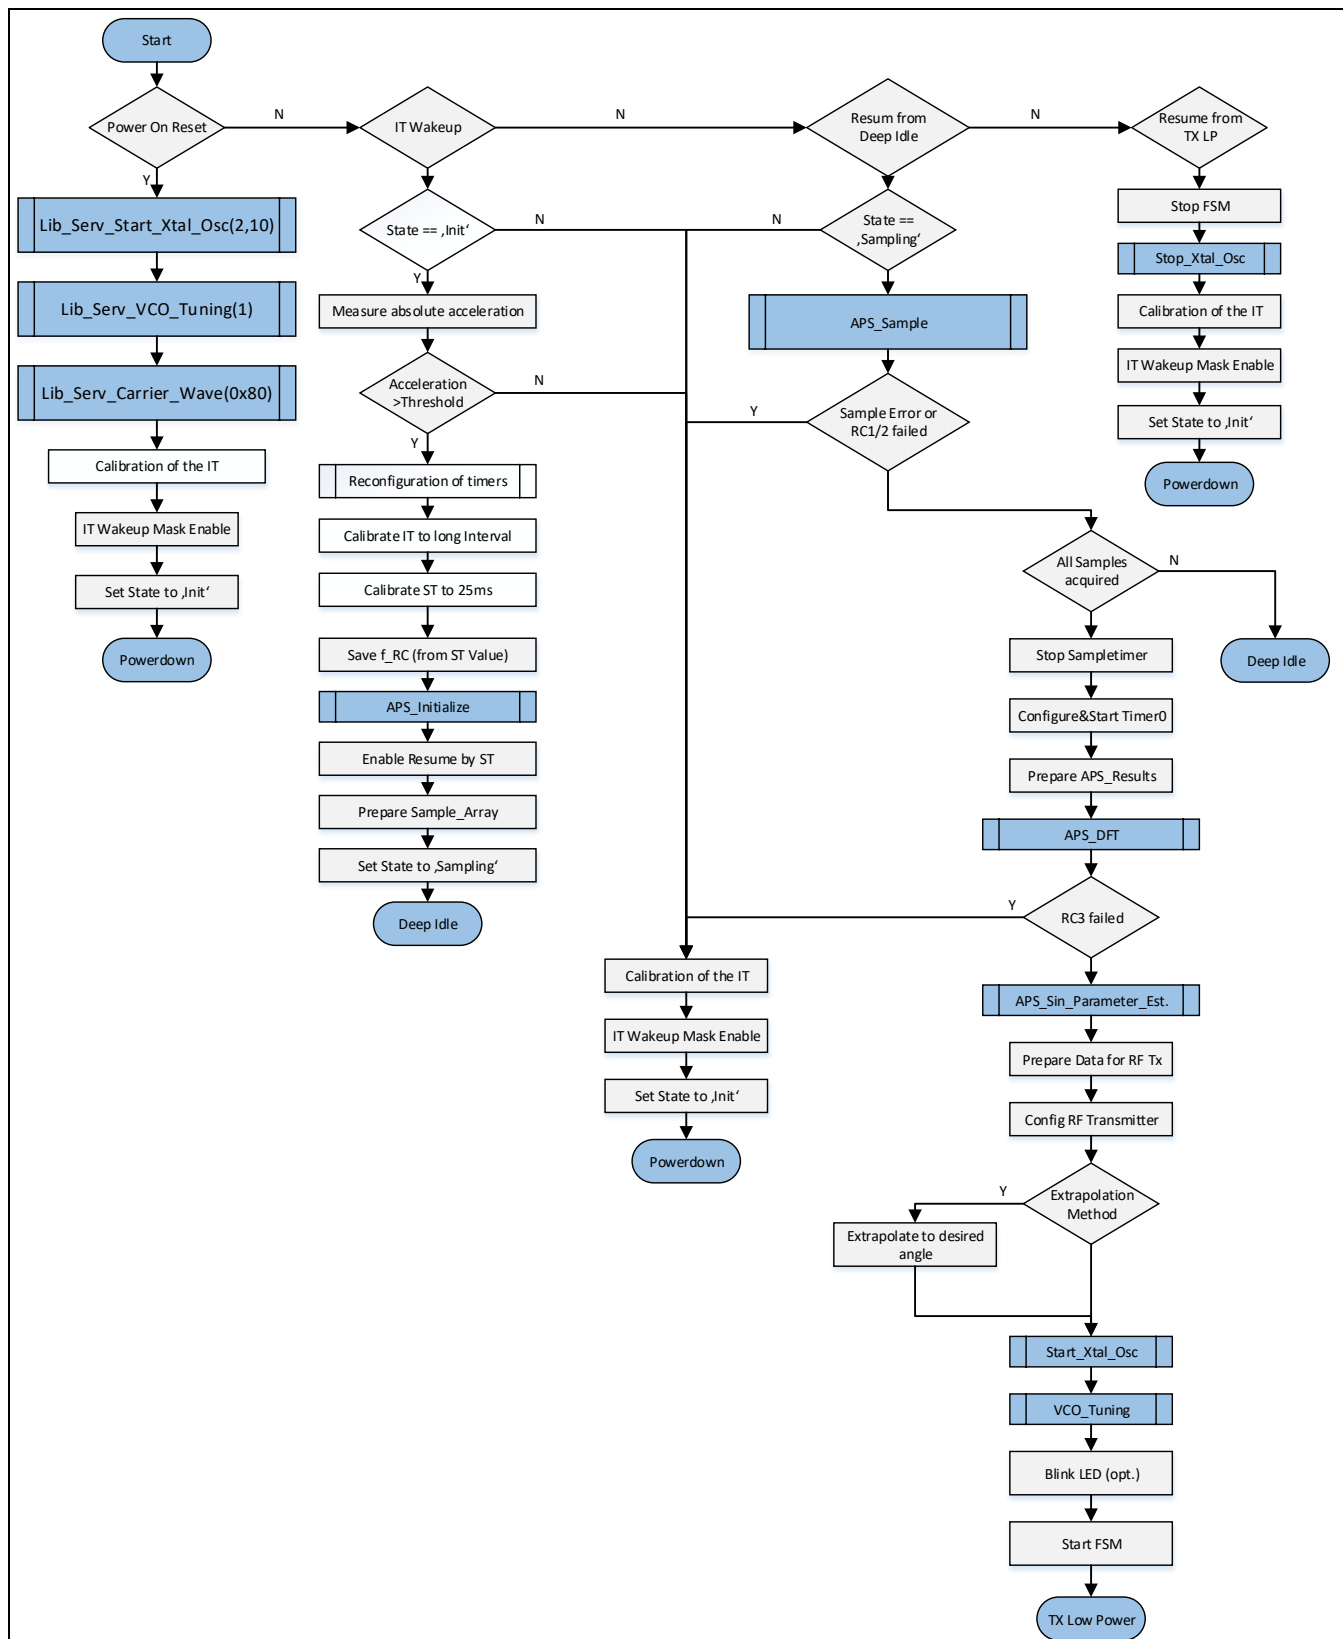 Start
Power On Reset
N
Y
Lib_Serv_Start_Xtal_Osc(2,10)
Lib_Serv_VCO_Tuning(1)
Lib_Serv_Carrier_Wave(0x80)
Calibration of the IT
IT Wakeup Mask Enable
Set State to ‚Init‘
Powerdown
IT Wakeup
N
State == ‚Init‘
N
Y
Measure absolute acceleration
Acceleration
>Threshold
N
Y
Reconfiguration of timers
Calibrate IT to long Interval
Calibrate ST to 25ms
Save f_RC (from ST Value)
APS_Initialize
Enable Resume by ST
Prepare Sample_Array
Set State to ‚Sampling‘
Deep Idle
Calibration of the IT
IT Wakeup Mask Enable
Set State to ‚Init‘
Powerdown
Resum from
Deep Idle
N
State ==
‚Sampling‘
N
APS_Sample
Sample Error or
RC1/2 failed
Y
All Samples
acquired
N
Deep Idle
Stop Sampletimer
Configure&Start Timer0
Prepare APS_Results
APS_DFT
RC3 failed
Y
APS_Sin_Parameter_Est.
Prepare Data for RF Tx
Config RF Transmitter
Extrapolation
Method
Y
Extrapolate to desired
angle
Start_Xtal_Osc
VCO_Tuning
Blink LED (opt.)
Start FSM
TX Low Power
Resume from
TX LP
Stop FSM
Stop_Xtal_Osc
Calibration of the IT
IT Wakeup Mask Enable
Set State to ‚Init‘
Powerdown